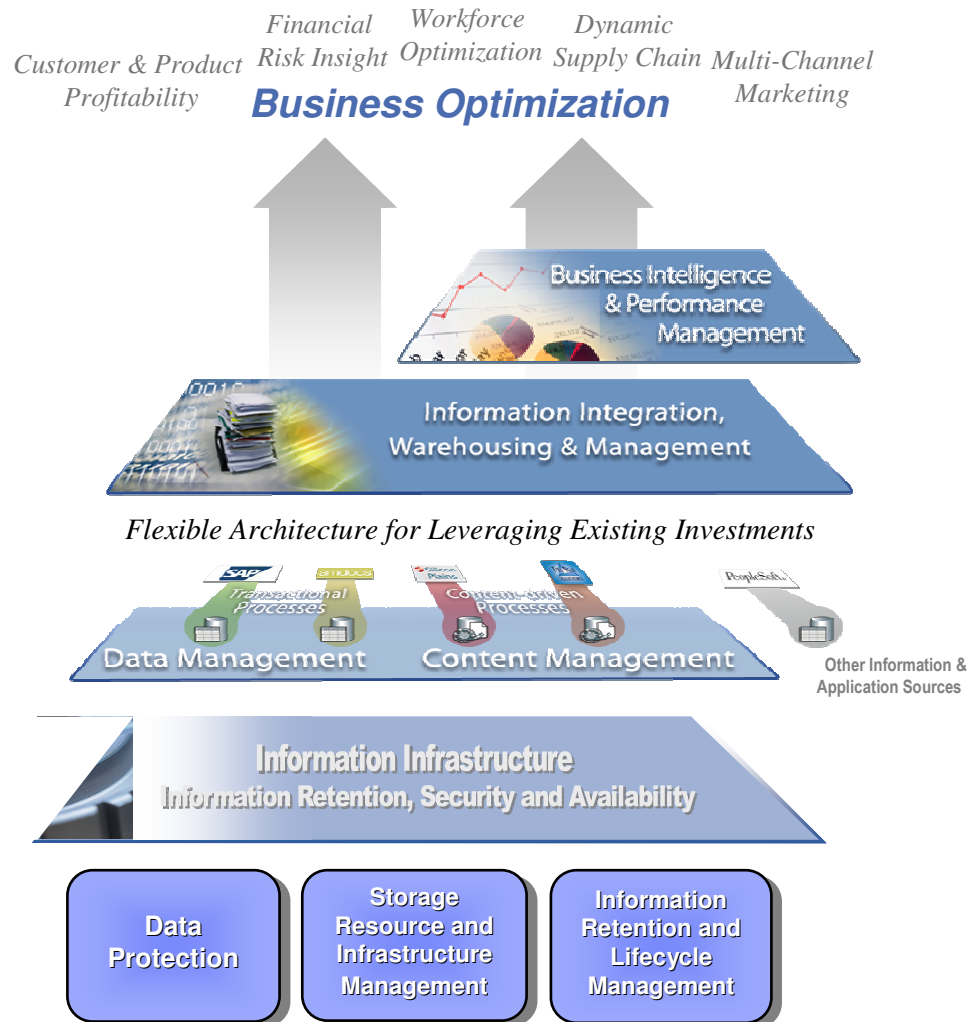 Customer & Product
Profitability
Financial
Risk Insight
Workforce
Optimization
Dynamic
Supply Chain
Multi-Channel
Marketing
Business Optimization
Business Intelligence
& Performance
Management
Information Integration,
Warehousing & Management
Flexible Architecture for Leveraging Existing Investments
SAP
amdocs
Plains
PeopleSoft
Transactional
Processes
Content-driven
Processes
Data Management
Content Management
Other Information &
Application Sources
Information Infrastructure
Information Retention, Security and Availability
Data
Protection
Storage
Resource and
Infrastructure
Management
Information
Retention and
Lifecycle
Management